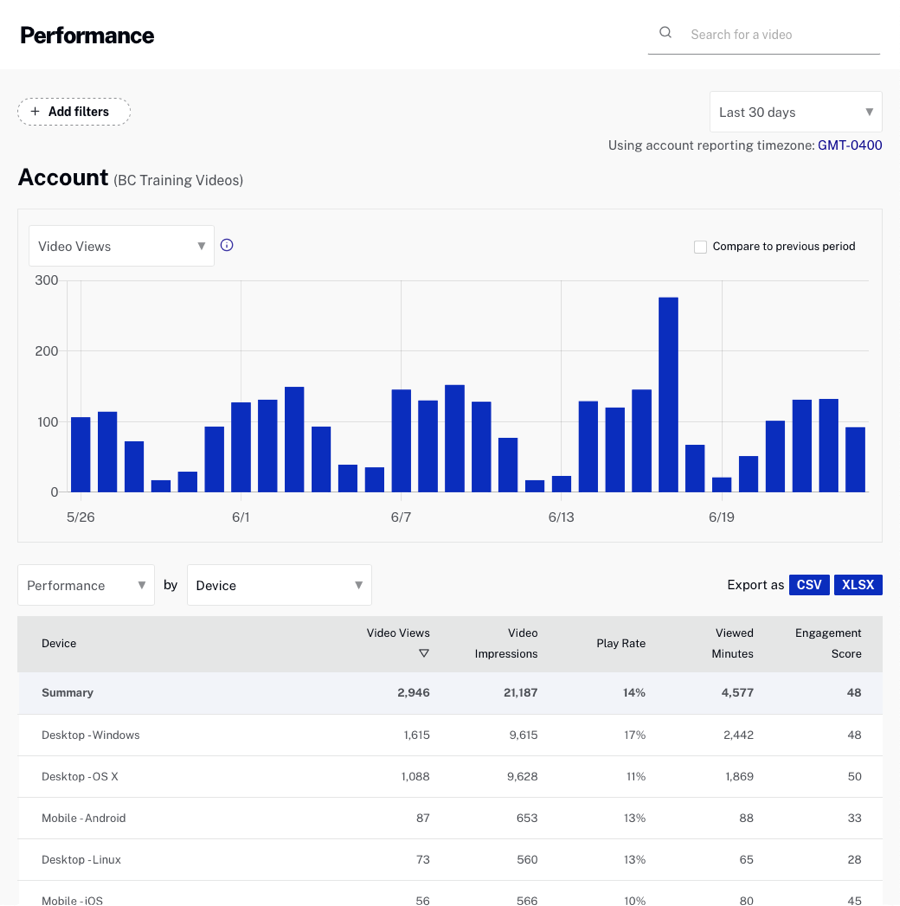 Performance
Search for a video
+ Add filters
Last 30 days
Using account reporting timezone: GMT-0400
Account (BC Training Videos)
Video Views
Compare to previous period
300
200
100
0
5/26 6/1 6/7 6/13 6/19
Performance by Device
Export as CSV XLSX
Device Video Views Video Impressions Play Rate Viewed Minutes Engagement Score
Summary 2,946 21,187 14% 4,577 48
Desktop - Windows 1,615 9,615 17% 2,442 48
Desktop - OS X 1,088 9,628 11% 1,869 50
Mobile - Android 87 653 13% 88 33
Desktop - Linux 73 560 13% 65 28
Mobile - iOS 56 566 10% 80 45